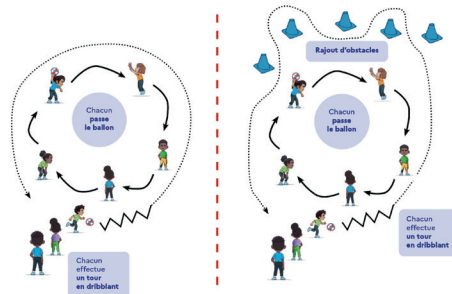 Chacun
passe
le ballon
Chacun
effectue
un tour
en dribblant
Rajout d'obstacles
Chacun
passe
le ballon
Chacun
effectue
un tour
en dribblant